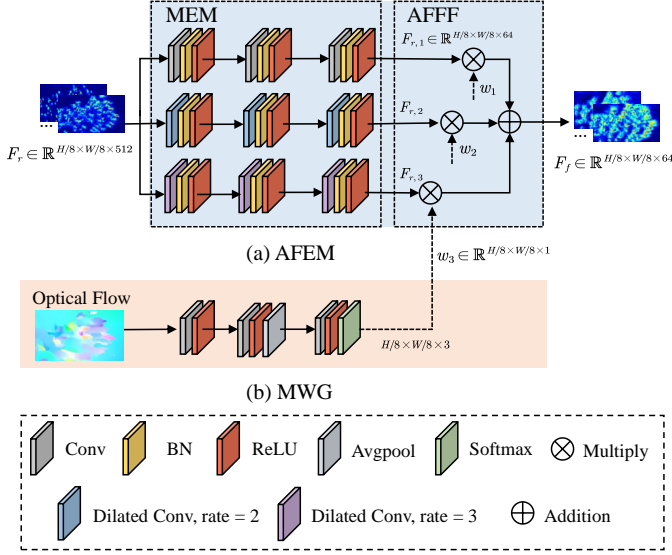 MEM
AFFF
F_{r,1} ∈ ℝ^{H/8×W/8×64}
w_1
...
F_r ∈ ℝ^{H/8×W/8×512}
F_{r,2}
w_2
...
F_f ∈ ℝ^{H/8×W/8×64}
F_{r,3}
(a) AFEM
w_3 ∈ ℝ^{H/8×W/8×1}
Optical Flow
H/8×W/8×3
(b) MWG
Conv BN ReLU Avgpool Softmax Multiply
Dilated Conv, rate = 2 Dilated Conv, rate = 3 Addition